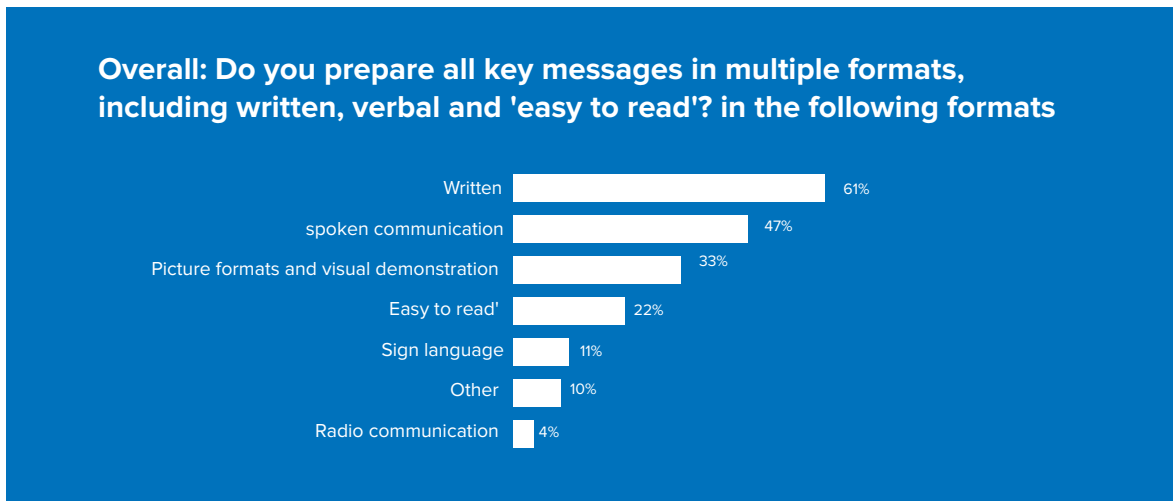 Overall: Do you prepare all key messages in multiple formats,
including written, verbal and 'easy to read'? in the following formats
Written 61%
spoken communication 47%
Picture formats and visual demonstration 33%
Easy to read' 22%
Sign language 11%
Other 10%
Radio communication 4%